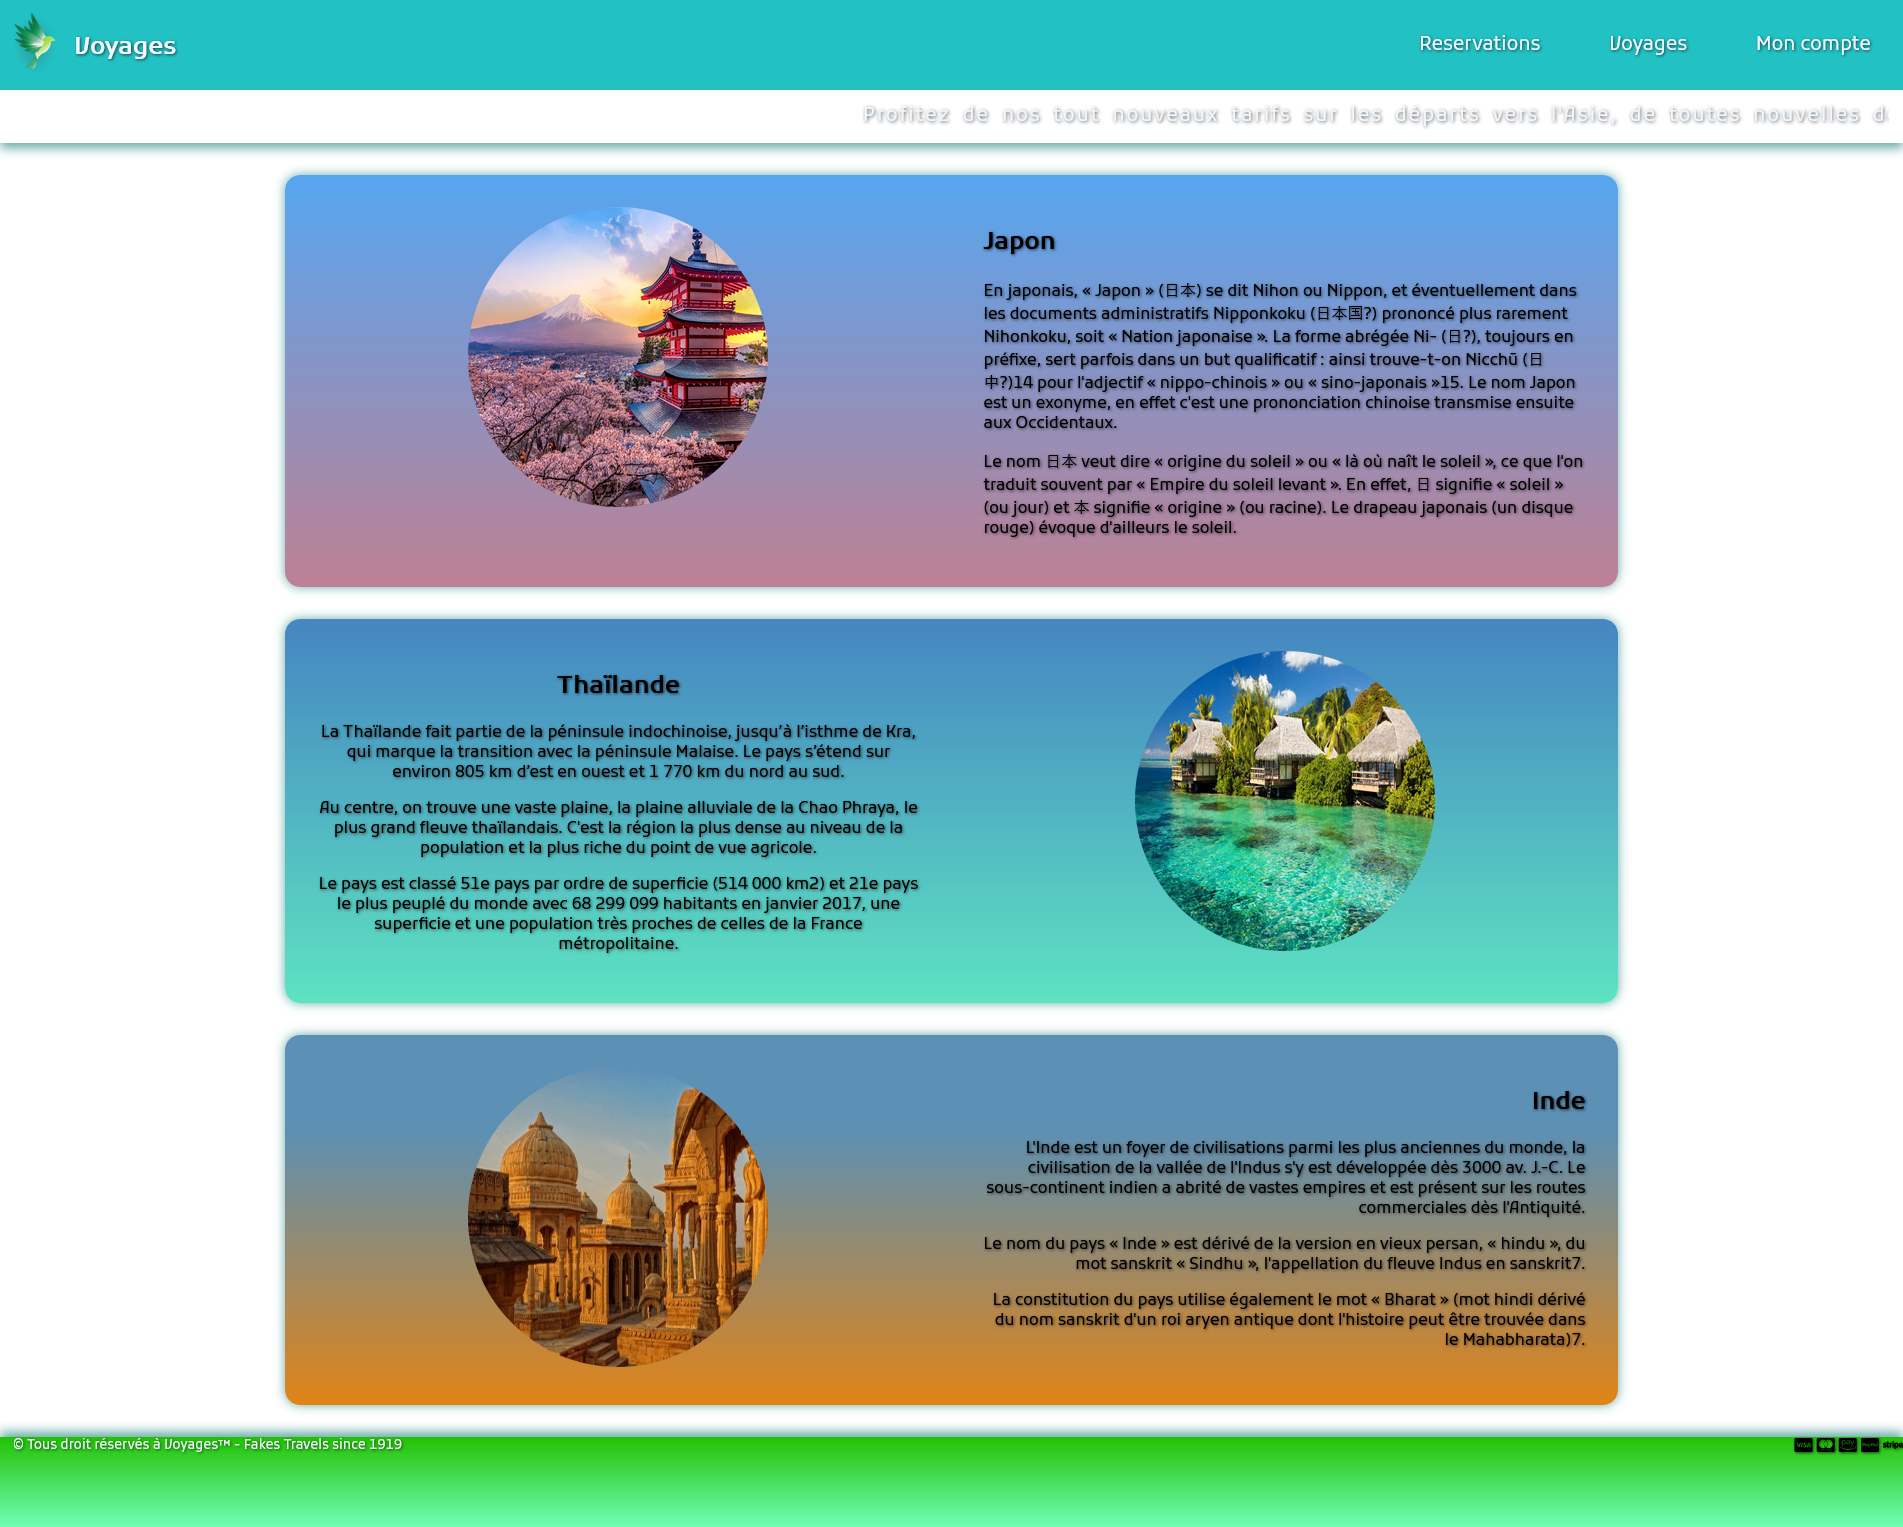 Voyages
Reservations
Voyages
Mon compte
Profitez de nos tout nouveaux tarifs sur les départs vers l'Asie, de toutes nouvelles
Japon
En japonais, « Japon » (日本) se dit Nihon ou Nippon, et éventuellement dans
les documents administratifs Nipponkoku (日本国?) prononcé plus rarement
Nihonkoku, soit « Nation japonaise ». La forme abrégée Ni- (日?), toujours en
préfixe, sert parfois dans un but qualificatif : ainsi trouve-t-on Nicchū (日
中?)14 pour l'adjectif « nippo-chinois » ou « sino-japonais »15. Le nom Japon
est un exonyme, en effet c'est une prononciation chinoise transmise ensuite
aux Occidentaux.
Le nom 日本 veut dire « origine du soleil » ou « là où naît le soleil », ce que l'on
traduit souvent par « Empire du soleil levant ». En effet, 日 signifie « soleil »
(ou jour) et 本 signifie « origine » (ou racine). Le drapeau japonais (un disque
rouge) évoque d'ailleurs le soleil.
Thaïlande
La Thaïlande fait partie de la péninsule indochinoise, jusqu’à l’isthme de Kra,
qui marque la transition avec la péninsule Malaise. Le pays s’étend sur
environ 805 km d’est en ouest et 1 770 km du nord au sud.
Au centre, on trouve une vaste plaine, la plaine alluviale de la Chao Phraya, le
plus grand fleuve thaïlandais. C'est la région la plus dense au niveau de la
population et la plus riche du point de vue agricole.
Le pays est classé 51e pays par ordre de superficie (514 000 km2) et 21e pays
le plus peuplé du monde avec 68 299 099 habitants en janvier 2017, une
superficie et une population très proches de celles de la France
métropolitaine.
Inde
L'Inde est un foyer de civilisations parmi les plus anciennes du monde, la
civilisation de la vallée de l'Indus s'y est développée dès 3000 av. J.-C. Le
sous-continent indien a abrité de vastes empires et est présent sur les routes
commerciales dès l'Antiquité.
Le nom du pays « Inde » est dérivé de la version en vieux persan, « hindu », du
mot sanskrit « Sindhu », l'appellation du fleuve Indus en sanskrit7.
La constitution du pays utilise également le mot « Bharat » (mot hindi dérivé
du nom sanskrit d'un roi aryen antique dont l'histoire peut être trouvée dans
le Mahabharata)7.
© Tous droit réservés à Voyages™ - Fakes Travels since 1919
VISA
pay
PayPal
stripe